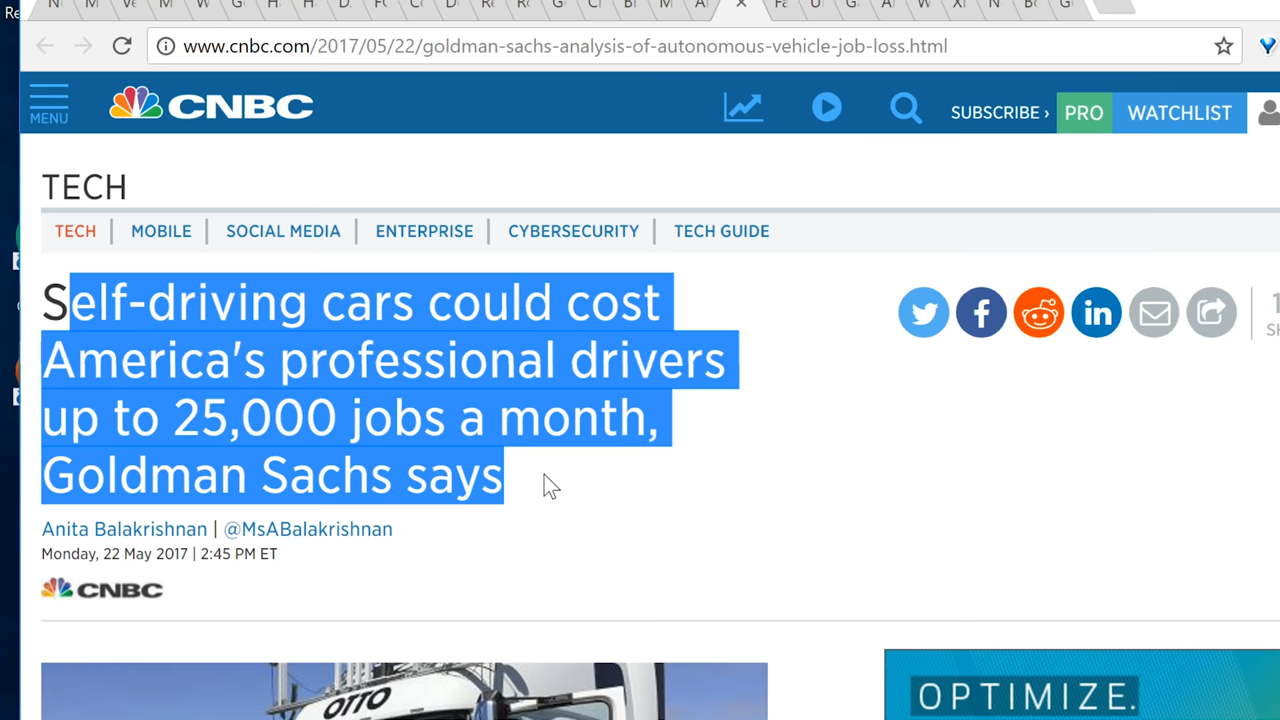 www.cnbc.com/2017/05/22/goldman-sachs-analysis-of-autonomous-vehicle-job-loss.html
MENU
CNBC
SUBSCRIBE ›
PRO
WATCHLIST
TECH
TECH | MOBILE | SOCIAL MEDIA | ENTERPRISE | CYBERSECURITY | TECH GUIDE
Self-driving cars could cost
America's professional drivers
up to 25,000 jobs a month,
Goldman Sachs says
Anita Balakrishnan | @MsABalakrishnan
Monday, 22 May 2017 | 2:45 PM ET
CNBC
OTTO
OPTIMIZE.